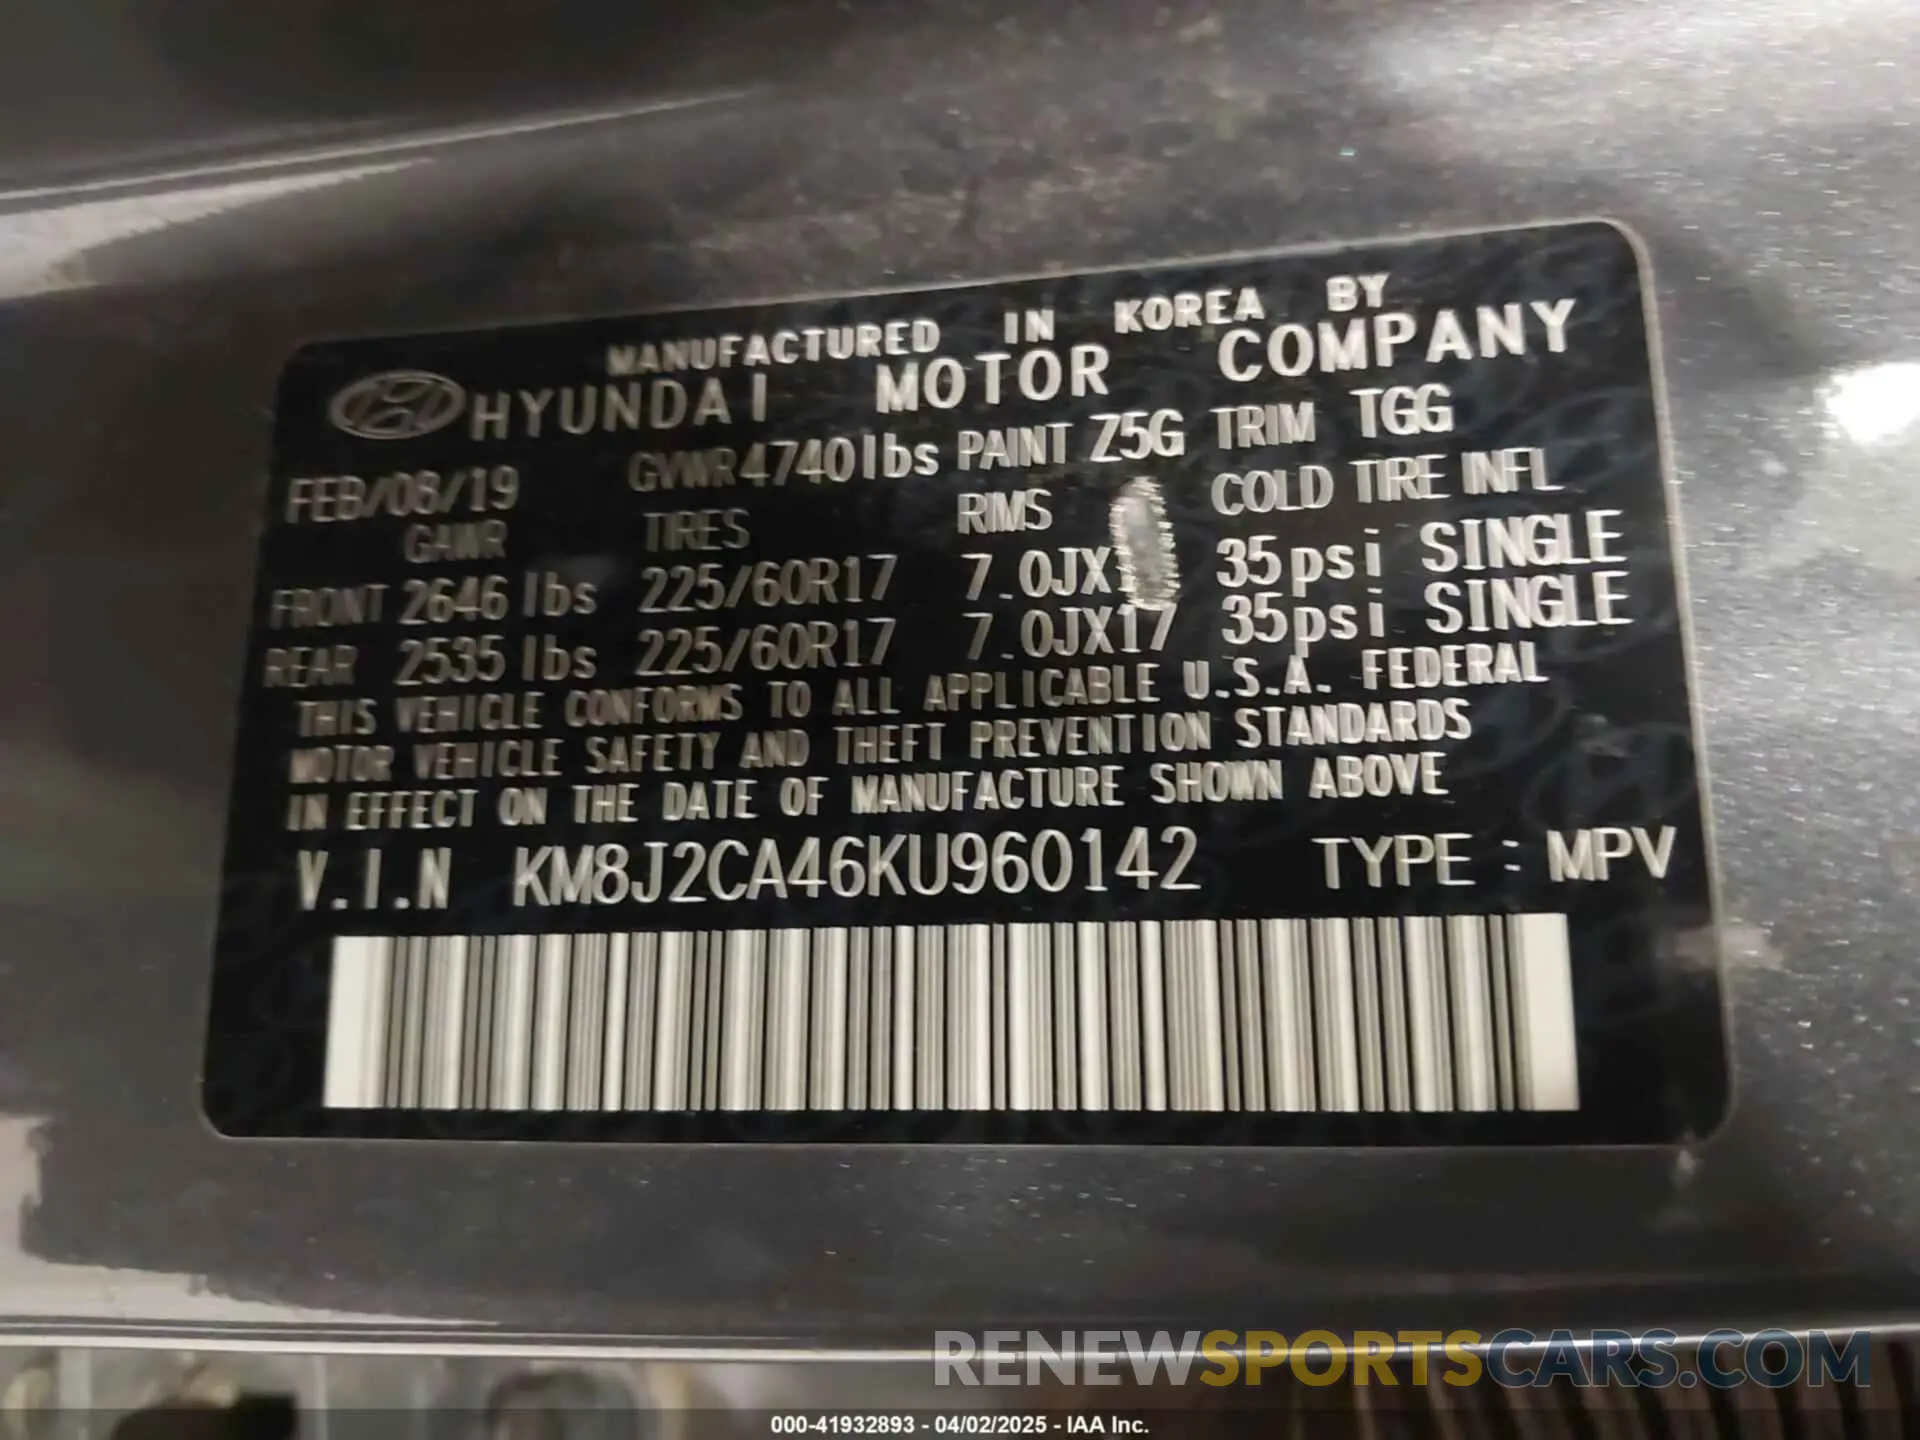 MANUFACTURED IN KOREA BY
HYUNDAI MOTOR COMPANY
FEB/08/19 GVWR 4740lbs PAINT Z5G TRIM TGG
GAWR TIRES RIMS COLD TIRE INFL
FRONT 2646 lbs 225/60R17 7.0JX1 35psi SINGLE
REAR 2535 lbs 225/60R17 7.0JX17 35psi SINGLE
THIS VEHICLE CONFORMS TO ALL APPLICABLE U.S.A. FEDERAL
MOTOR VEHICLE SAFETY AND THEFT PREVENTION STANDARDS
IN EFFECT ON THE DATE OF MANUFACTURE SHOWN ABOVE
V.I.N KM8J2CA46KU960142 TYPE : MPV
RENEWSPORTSCARS.COM
000-41932893 - 04/02/2025 - IAA Inc.